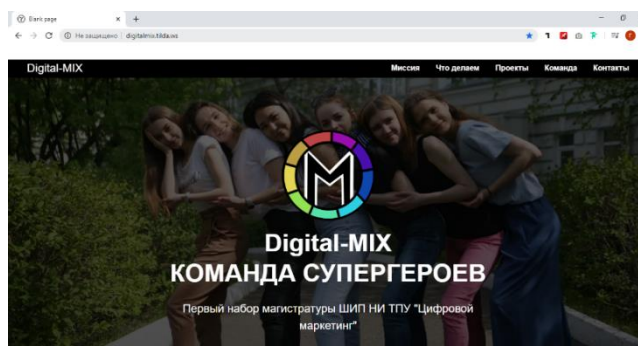 Blank page
Не защищено | digitalmix.tilda.ws
Digital-MIX
Миссия Что делаем Проекты Команда Контакты
M
Digital-MIX
КОМАНДА СУПЕРГЕРОЕВ
Первый набор магистратуры ШИП НИ ТПУ "Цифровой
маркетинг"